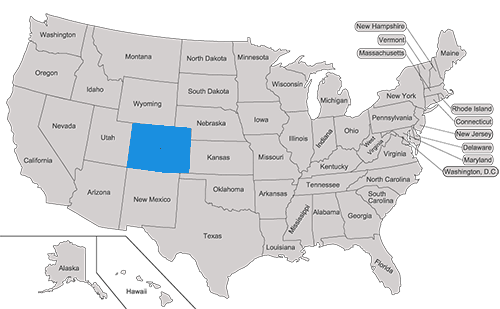 New Hampshire
Vermont
Massachusetts
Washington
Montana
North Dakota
Minnesota
Maine
Oregon
Idaho
Wyoming
South Dakota
Wisconsin
Michigan
New York
Rhode Island
Connecticut
New Jersey
Delaware
Maryland
Washington, D.C
Nevada
Utah
Nebraska
Iowa
Illinois
Indiana
Ohio
Pennsylvania
California
Kansas
Missouri
Kentucky
West
Virginia
Virginia
Arizona
New Mexico
Oklahoma
Arkansas
Tennessee
North Carolina
South
Carolina
Texas
Louisiana
Mississippi
Alabama
Georgia
Florida
Alaska
Hawaii